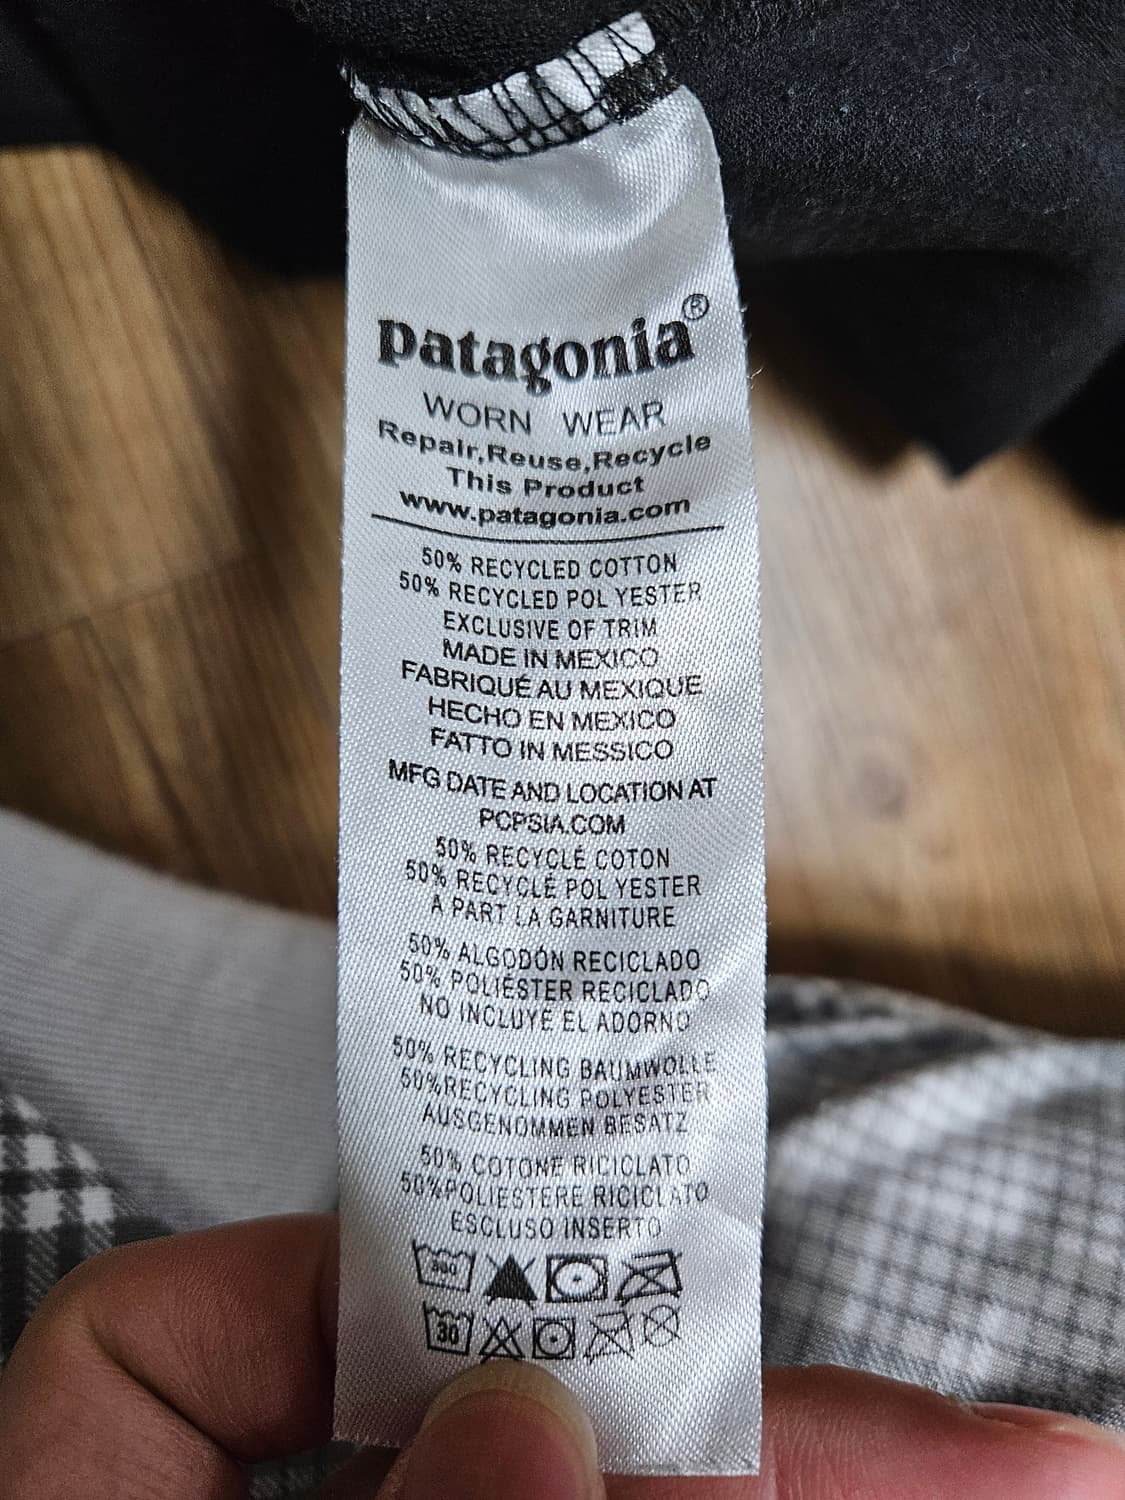 patagonia®
WORN WEAR
Repair,Reuse,Recycle
This Product
www.patagonia.com
50% RECYCLED COTTON
50% RECYCLED POL YESTER
EXCLUSIVE OF TRIM
MADE IN MEXICO
FABRIQUÉ AU MEXIQUE
HECHO EN MEXICO
FATTO IN MESSICO
MFG DATE AND LOCATION AT
PCPSIA.COM
50% RECYCLÉ COTON
50% RECYCLÉ POL YESTER
À PART LA GARNITURE
50% ALGODÓN RECICLADO
50% POLIÉSTER RECICLADO
NO INCLUYE EL ADORNO
50% RECYCLING BAUMWOLLE
50%RECYCLING POLYESTER
AUSGENOMMEN BESATZ
50% COTONE RICICLATO
50%POLIESTERE RICICLATO
ESCLUSO INSERTO
30